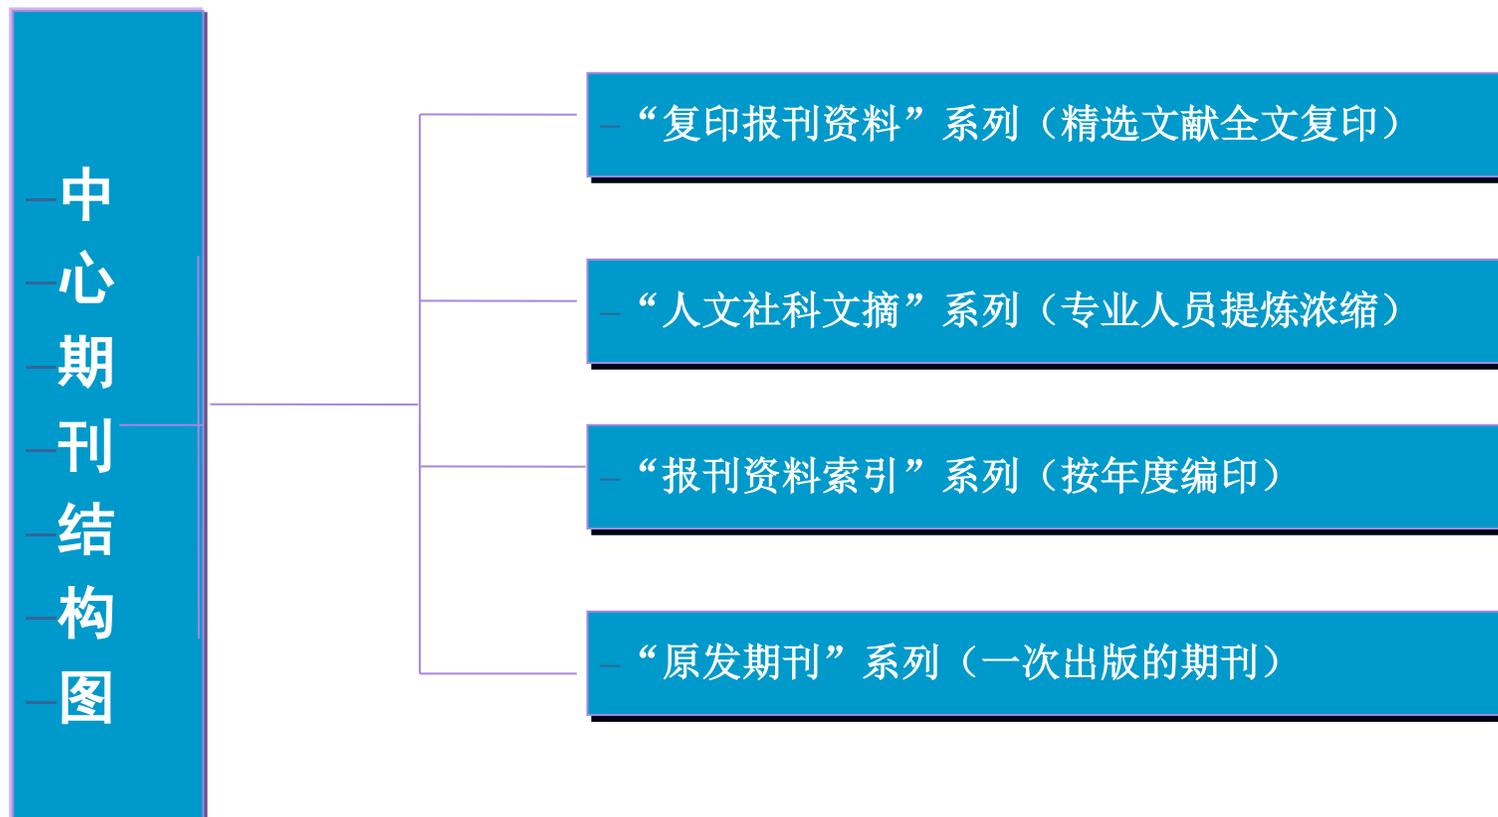 中心期刊结构图
“复印报刊资料”系列（精选文献全文复印）
“人文社科文摘”系列（专业人员提炼浓缩）
“报刊资料索引”系列（按年度编印）
“原发期刊”系列（一次出版的期刊）